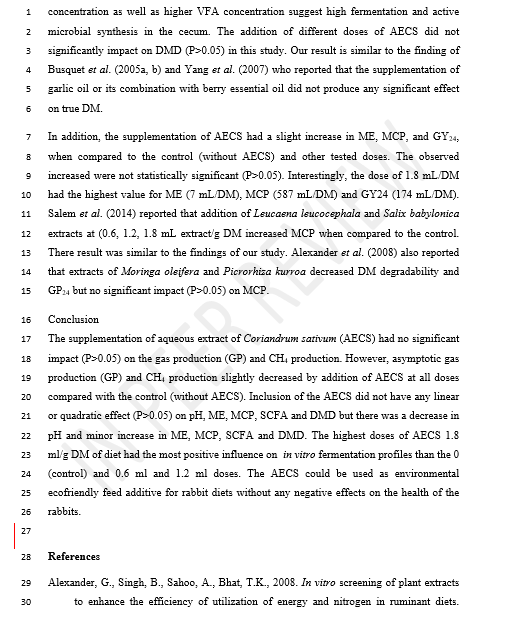 1 concentration as well as higher VFA concentration suggest high fermentation and active
2 microbial synthesis in the cecum. The addition of different doses of AECS did not
3 significantly impact on DMD (P>0.05) in this study. Our result is similar to the finding of
4 Busquet et al. (2005a, b) and Yang et al. (2007) who reported that the supplementation of
5 garlic oil or its combination with berry essential oil did not produce any significant effect
6 on true DM.
7 In addition, the supplementation of AECS had a slight increase in ME, MCP, and GY24,
8 when compared to the control (without AECS) and other tested doses. The observed
9 increased were not statistically significant (P>0.05). Interestingly, the dose of 1.8 mL/DM
10 had the highest value for ME (7 mL/DM), MCP (587 mL/DM) and GY24 (174 mL/DM).
11 Salem et al. (2014) reported that addition of Leucaena leucocephala and Salix babylonica
12 extracts at (0.6, 1.2, 1.8 mL extract/g DM increased MCP when compared to the control.
13 There result was similar to the findings of our study. Alexander et al. (2008) also reported
14 that extracts of Moringa oleifera and Picrorhiza kurroa decreased DM degradability and
15 GP24 but no significant impact (P>0.05) on MCP.
16 Conclusion
17 The supplementation of aqueous extract of Coriandrum sativum (AECS) had no significant
18 impact (P>0.05) on the gas production (GP) and CH4 production. However, asymptotic gas
19 production (GP) and CH4 production slightly decreased by addition of AECS at all doses
20 compared with the control (without AECS). Inclusion of the AECS did not have any linear
21 or quadratic effect (P>0.05) on pH, ME, MCP, SCFA and DMD but there was a decrease in
22 pH and minor increase in ME, MCP, SCFA and DMD. The highest doses of AECS 1.8
23 ml/g DM of diet had the most positive influence on in vitro fermentation profiles than the 0
24 (control) and 0.6 ml and 1.2 ml doses. The AECS could be used as environmental
25 ecofriendly feed additive for rabbit diets without any negative effects on the health of the
26 rabbits.
27
28 References
29 Alexander, G., Singh, B., Sahoo, A., Bhat, T.K., 2008. In vitro screening of plant extracts
30 to enhance the efficiency of utilization of energy and nitrogen in ruminant diets.
IN PEER REVIEW